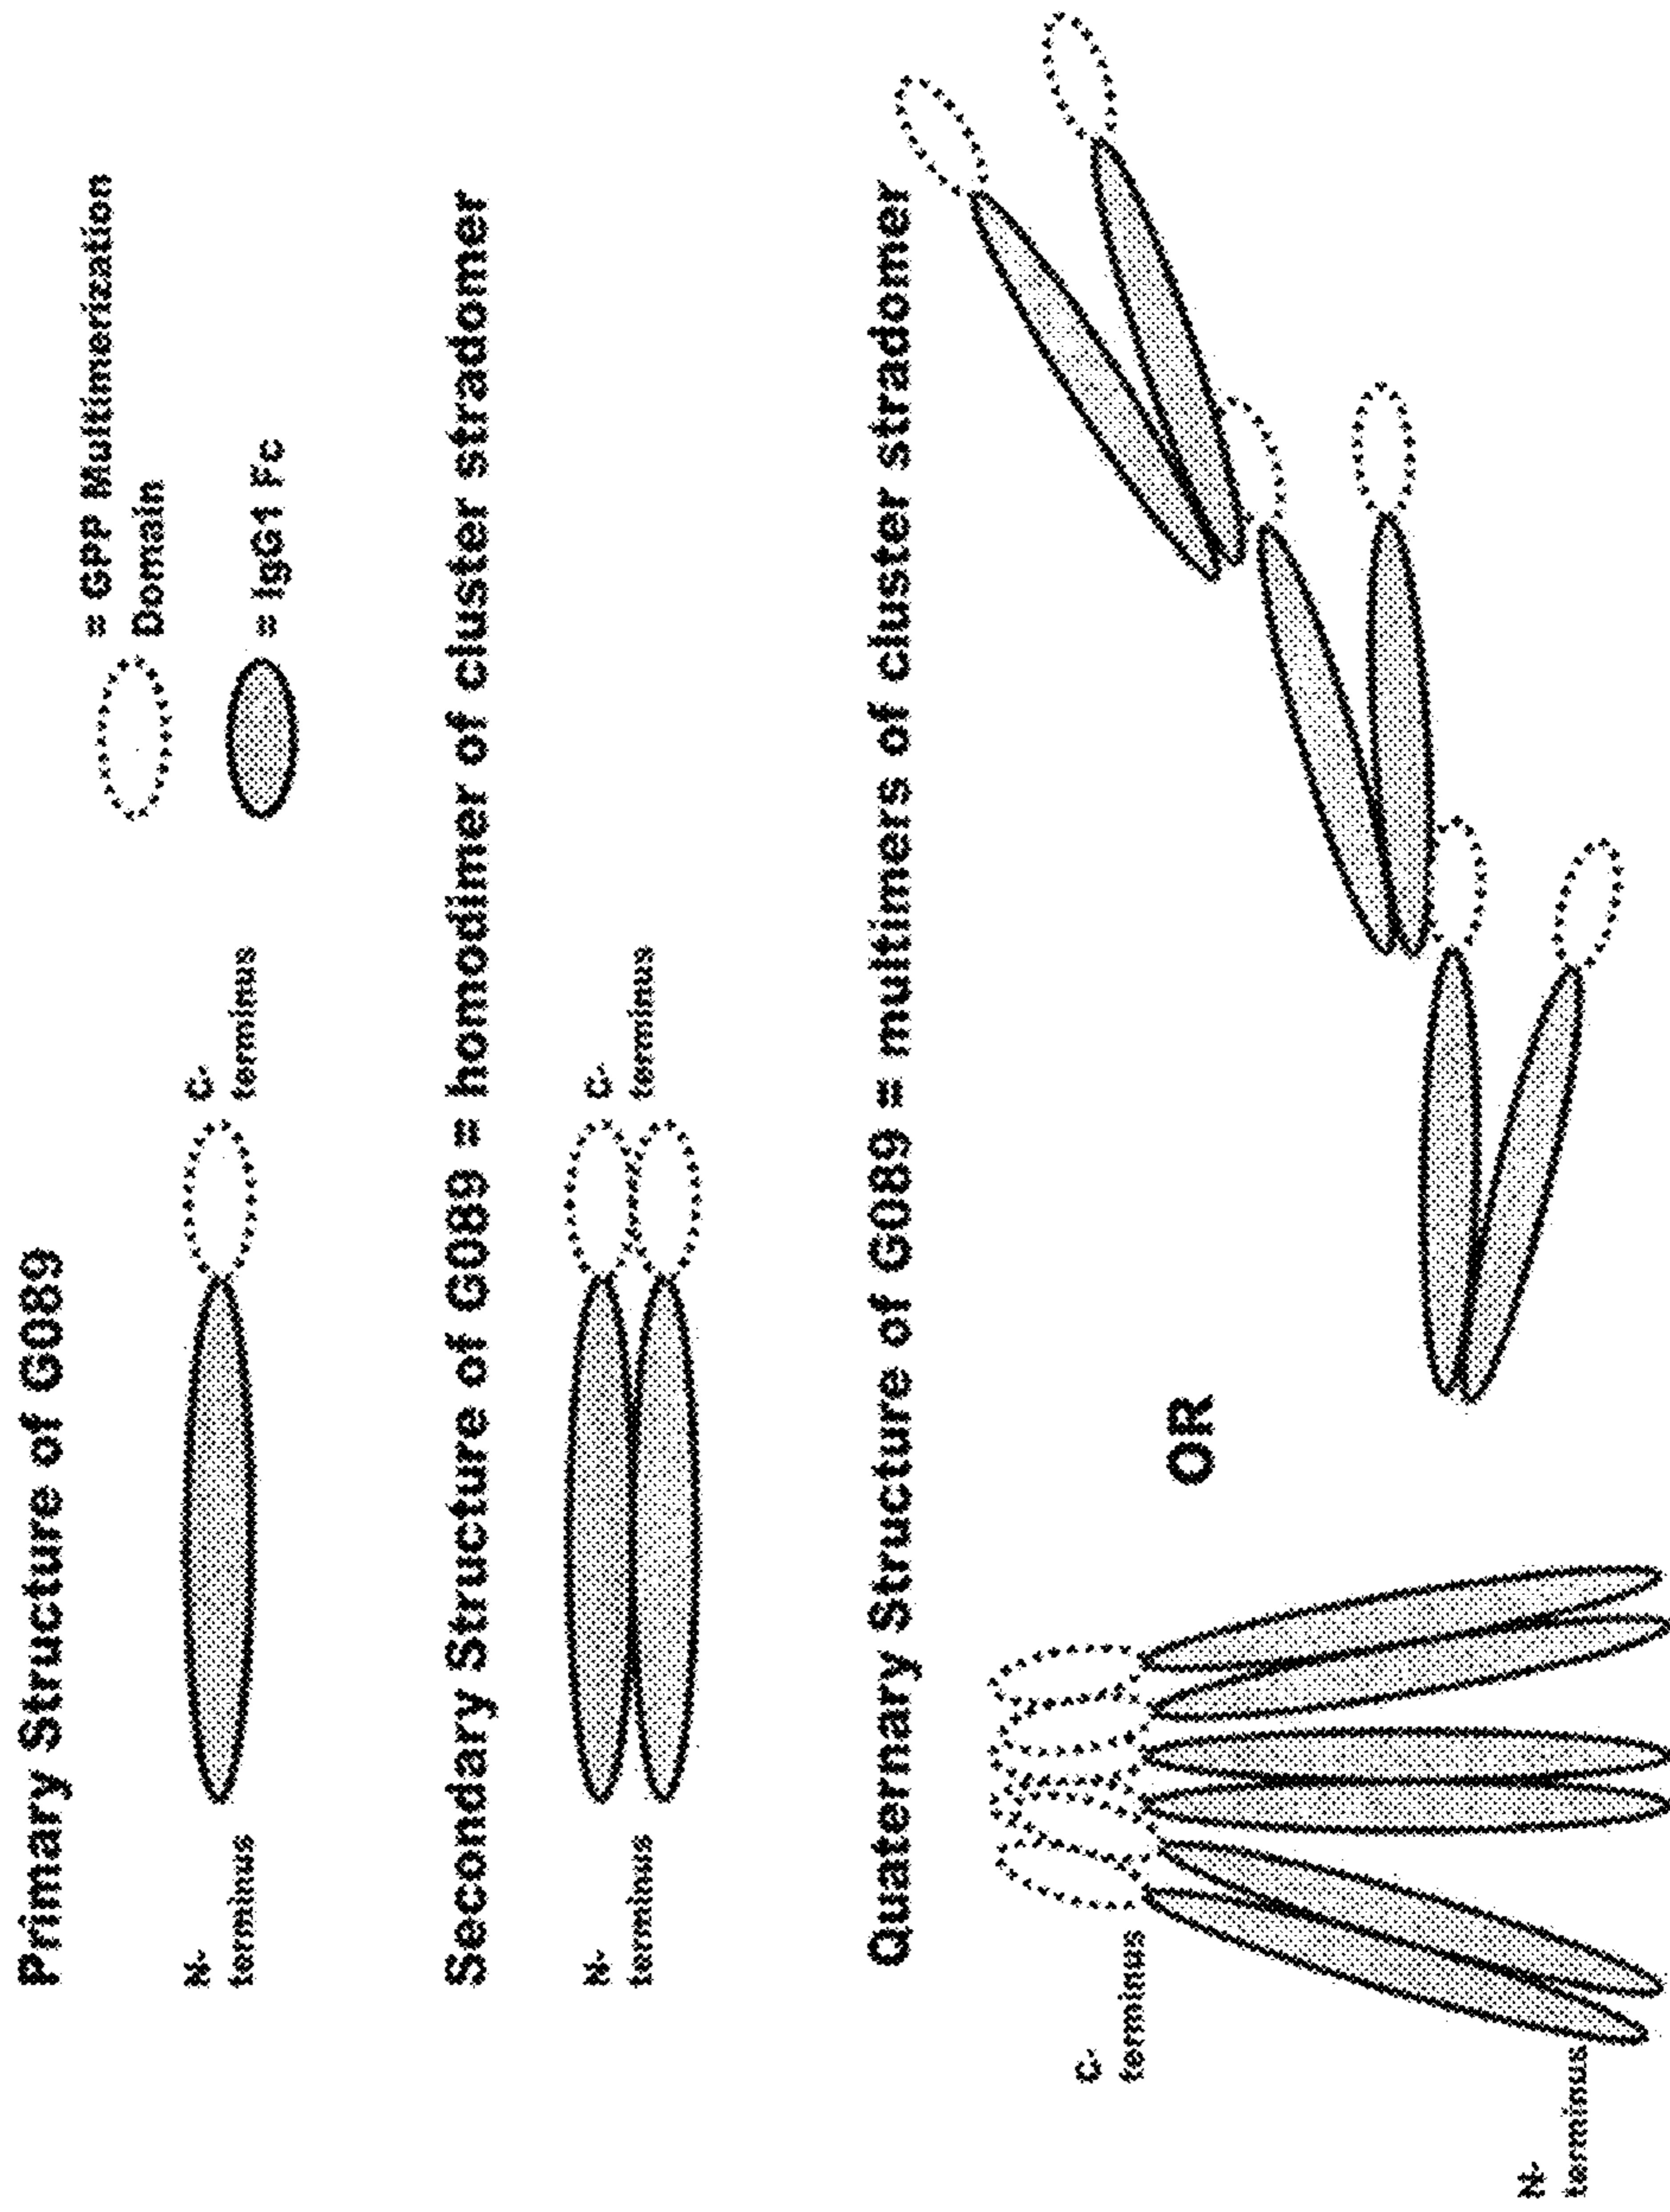 Primary Structure of G089
= GPP Multimerization
Domain
= IgG1 Fc
N-
terminus
C-
terminus
Secondary Structure of G089 = homodimer of cluster stradomer
N-
terminus
C-
terminus
Quaternary Structure of G089 = multimers of cluster stradomer
C-
terminus
OR
N-
terminus